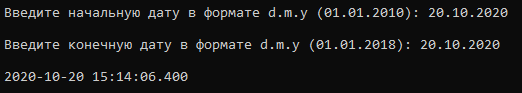 Введите начальную дату в формате d.m.y (01.01.2010): 20.10.2020
Введите конечную дату в формате d.m.y (01.01.2018): 20.10.2020
2020-10-20 15:14:06.400